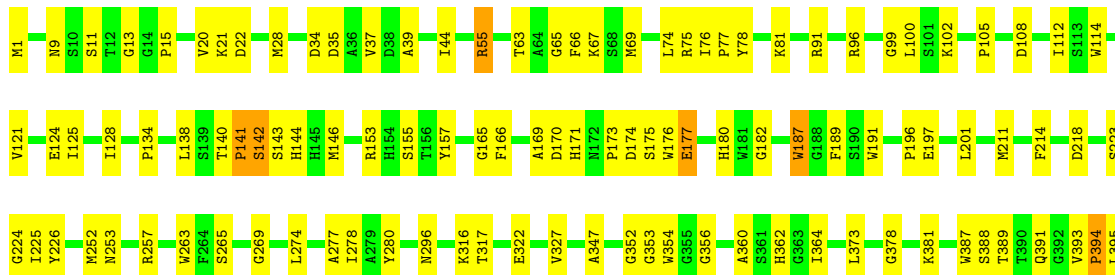 M1 N9 S10 S11 T12 G13 G14 P15 V20 K21 D22 M28 D34 D35 A36 V37 D38 A39 I44 R55 T63 A64 G65 F66 K67 S68 M69 L74 R75 I76 P77 Y78 K81 R91 R96 G99 L100 S101 K102 P105 D108 I112 S113 W114
V121 E124 I125 I128 P134 L138 S139 T140 P141 S142 S143 H144 H145 M146 R153 H154 S155 T156 Y157 G165 F166 A169 D170 H171 N172 P173 D174 S175 W176 E177 H180 W181 G182 W187 G188 F189 S190 W191 P196 E197 L201 M211 F214 D218
G224 I225 Y226 M252 N253 R257 W263 F264 S265 G269 L274 A277 I278 A279 Y280 N296 K316 T317 E322 V327 A347 G352 G353 W354 G355 G356 A360 S361 H362 G363 I364 L373 G378 K381 W387 S388 T389 T390 Q391 G392 V393 P394